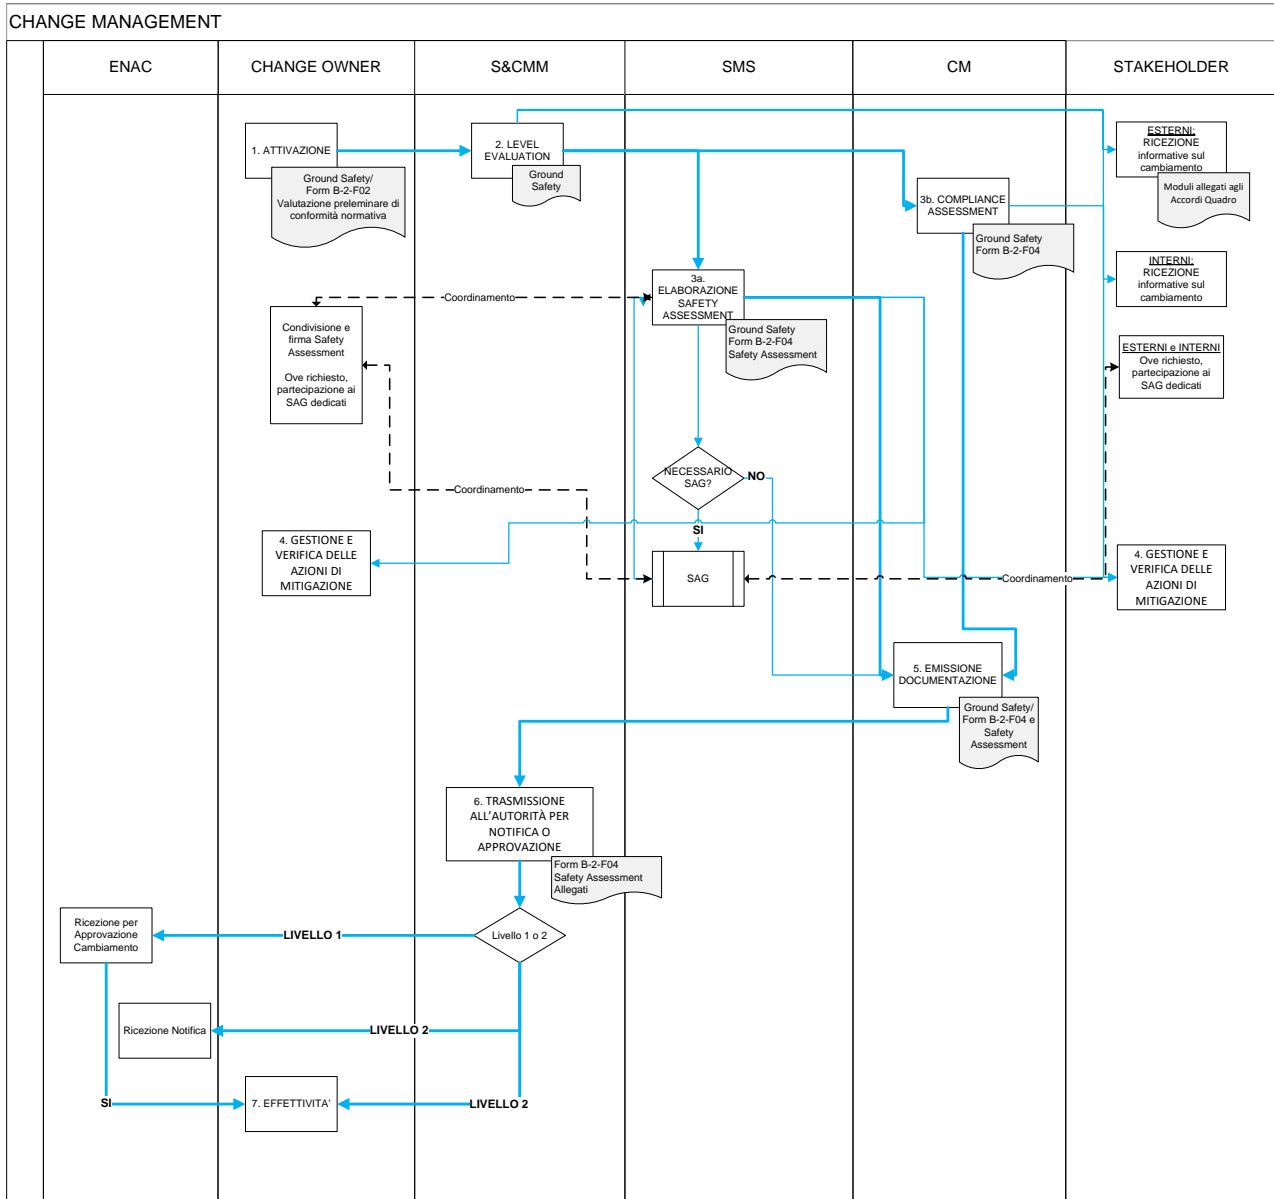 CHANGE MANAGEMENT
ENAC
CHANGE OWNER
S&CMM
SMS
CM
STAKEHOLDER
1. ATTIVAZIONE
Ground Safety/
Form B-2-F02
Valutazione preliminare di
conformità normativa
2. LEVEL
EVALUATION
Ground
Safety
ESTERNI:
RICEZIONE
informative sul
cambiamento
Moduli allegati agli
Accordi Quadro
3b. COMPLIANCE
ASSESSMENT
Ground Safety
Form B-2-F04
INTERNI:
RICEZIONE
informative sul
cambiamento
3a.
ELABORAZIONE
SAFETY
ASSESSMENT
Ground Safety
Form B-2-F04
Safety Assessment
Coordinamento
Condivisione e
firma Safety
Assessment
Ove richiesto,
partecipazione ai
SAG dedicati
ESTERNI e INTERNI
Ove richiesto,
partecipazione ai
SAG dedicati
NECESSARIO
SAG?
NO
SI
Coordinamento
4. GESTIONE E
VERIFICA DELLE
AZIONI DI
MITIGAZIONE
SAG
Coordinamento
4. GESTIONE E
VERIFICA DELLE
AZIONI DI
MITIGAZIONE
5. EMISSIONE
DOCUMENTAZIONE
Ground Safety/
Form B-2-F04 e
Safety
Assessment
6. TRASMISSIONE
ALL'AUTORITÀ PER
NOTIFICA O
APPROVAZIONE
Form B-2-F04
Safety Assessment
Allegati
Ricezione per
Approvazione
Cambiamento
LIVELLO 1
Livello 1 o 2
Ricezione Notifica
LIVELLO 2
SI
7. EFFETTIVITA'
LIVELLO 2